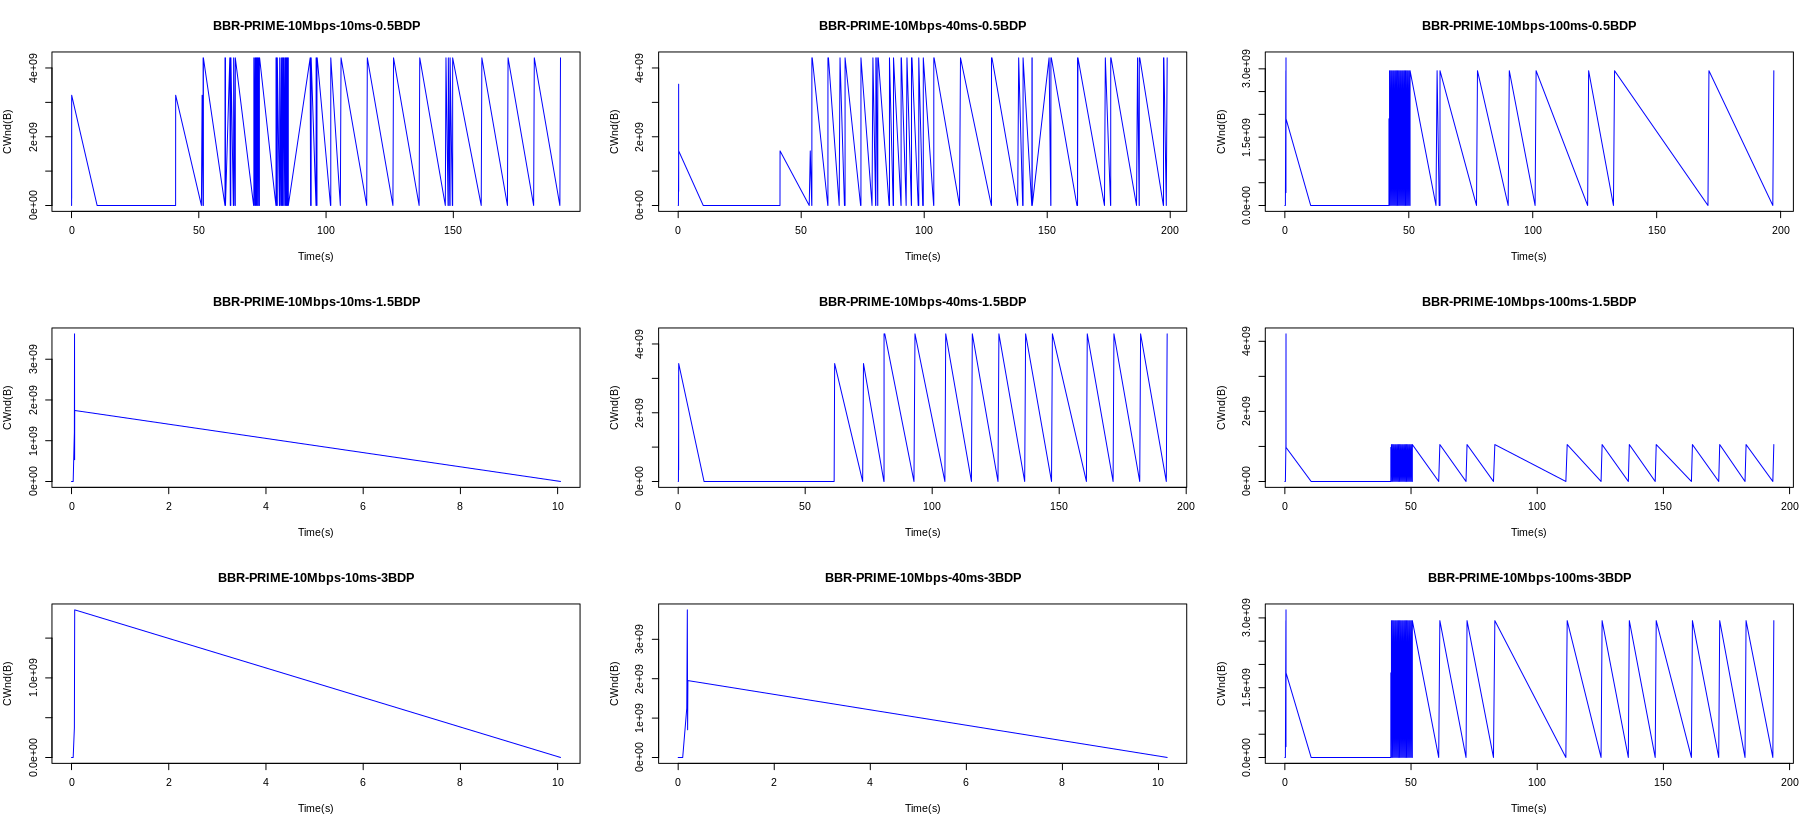 BBR-PRIME-10Mbps-10ms-0.5BDP
CWnd(B)
0e+00 2e+09 4e+09
0 50 100 150
Time(s)
BBR-PRIME-10Mbps-40ms-0.5BDP
CWnd(B)
0e+00 2e+09 4e+09
0 50 100 150 200
Time(s)
BBR-PRIME-10Mbps-100ms-0.5BDP
CWnd(B)
0.0e+00 1.5e+09 3.0e+09
0 50 100 150 200
Time(s)
BBR-PRIME-10Mbps-10ms-1.5BDP
CWnd(B)
0e+00 1e+09 2e+09 3e+09
0 2 4 6 8 10
Time(s)
BBR-PRIME-10Mbps-40ms-1.5BDP
CWnd(B)
0e+00 2e+09 4e+09
0 50 100 150 200
Time(s)
BBR-PRIME-10Mbps-100ms-1.5BDP
CWnd(B)
0e+00 2e+09 4e+09
0 50 100 150 200
Time(s)
BBR-PRIME-10Mbps-10ms-3BDP
CWnd(B)
0.0e+00 1.0e+09
0 2 4 6 8 10
Time(s)
BBR-PRIME-10Mbps-40ms-3BDP
CWnd(B)
0e+00 1e+09 2e+09 3e+09
0 2 4 6 8 10
Time(s)
BBR-PRIME-10Mbps-100ms-3BDP
CWnd(B)
0.0e+00 1.5e+09 3.0e+09
0 50 100 150 200
Time(s)